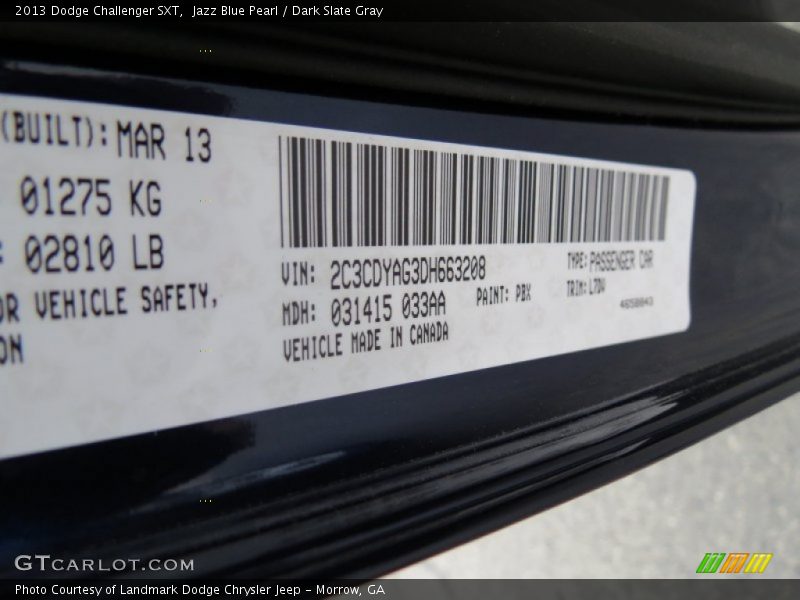 2013 Dodge Challenger SXT, Jazz Blue Pearl / Dark Slate Gray
(BUILT): MAR 13
01275 KG
: 02810 LB
OR VEHICLE SAFETY,
ON
VIN: 2C3CDYAG3DH663208
TYPE: PASSENGER CAR
MDH: 031415 033AA
PAINT: PBX
TRIM: L7DV
VEHICLE MADE IN CANADA
GTCARLOT.COM
Photo Courtesy of Landmark Dodge Chrysler Jeep - Morrow, GA